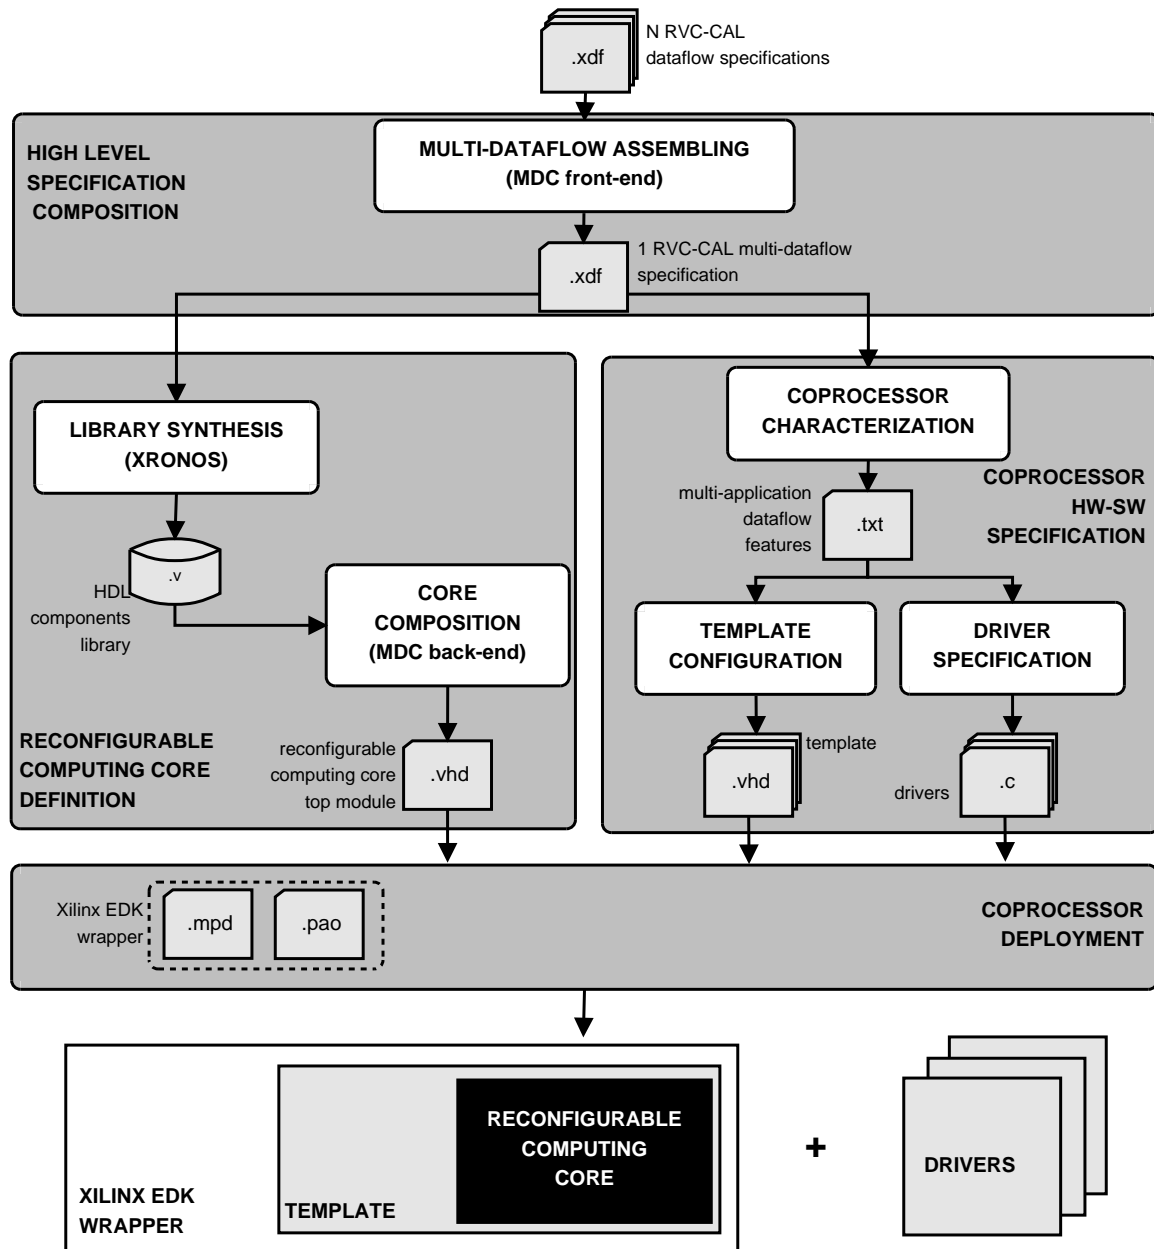 .xdf
N RVC-CAL
dataflow specifications
HIGH LEVEL
SPECIFICATION
COMPOSITION
MULTI-DATAFLOW ASSEMBLING
(MDC front-end)
.xdf
1 RVC-CAL multi-dataflow
specification
LIBRARY SYNTHESIS
(XRONOS)
.v
HDL
components
library
CORE
COMPOSITION
(MDC back-end)
RECONFIGURABLE
COMPUTING CORE
DEFINITION
reconfigurable
computing core
top module
.vhd
COPROCESSOR
CHARACTERIZATION
COPROCESSOR
HW-SW
SPECIFICATION
multi-application
dataflow
features
.txt
TEMPLATE
CONFIGURATION
DRIVER
SPECIFICATION
template
.vhd
drivers
.c
Xilinx EDK
wrapper
.mpd
.pao
COPROCESSOR
DEPLOYMENT
XILINX EDK
WRAPPER
TEMPLATE
RECONFIGURABLE
COMPUTING
CORE
+
DRIVERS